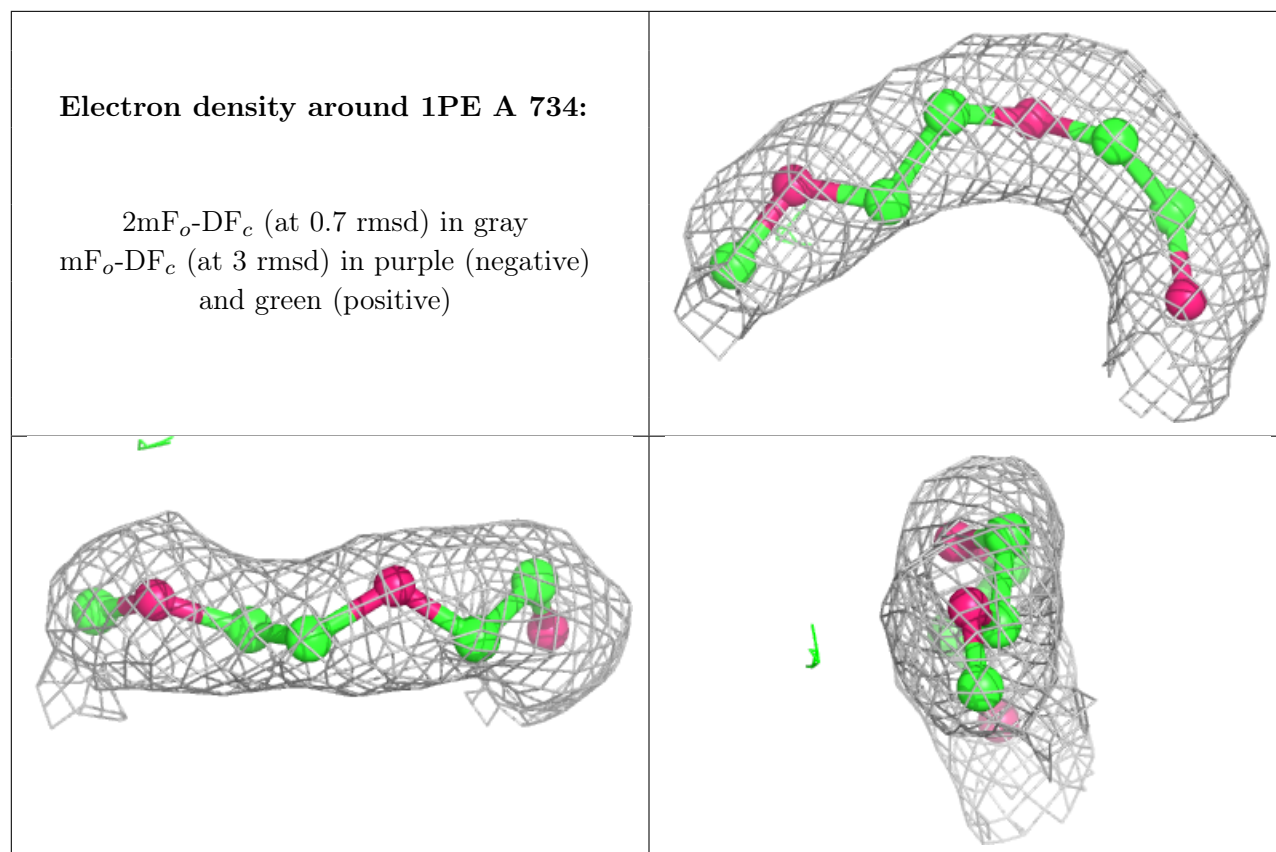 Electron density around 1PE A 734:
2mFo-DFc (at 0.7 rmsd) in gray
mFo-DFc (at 3 rmsd) in purple (negative)
and green (positive)